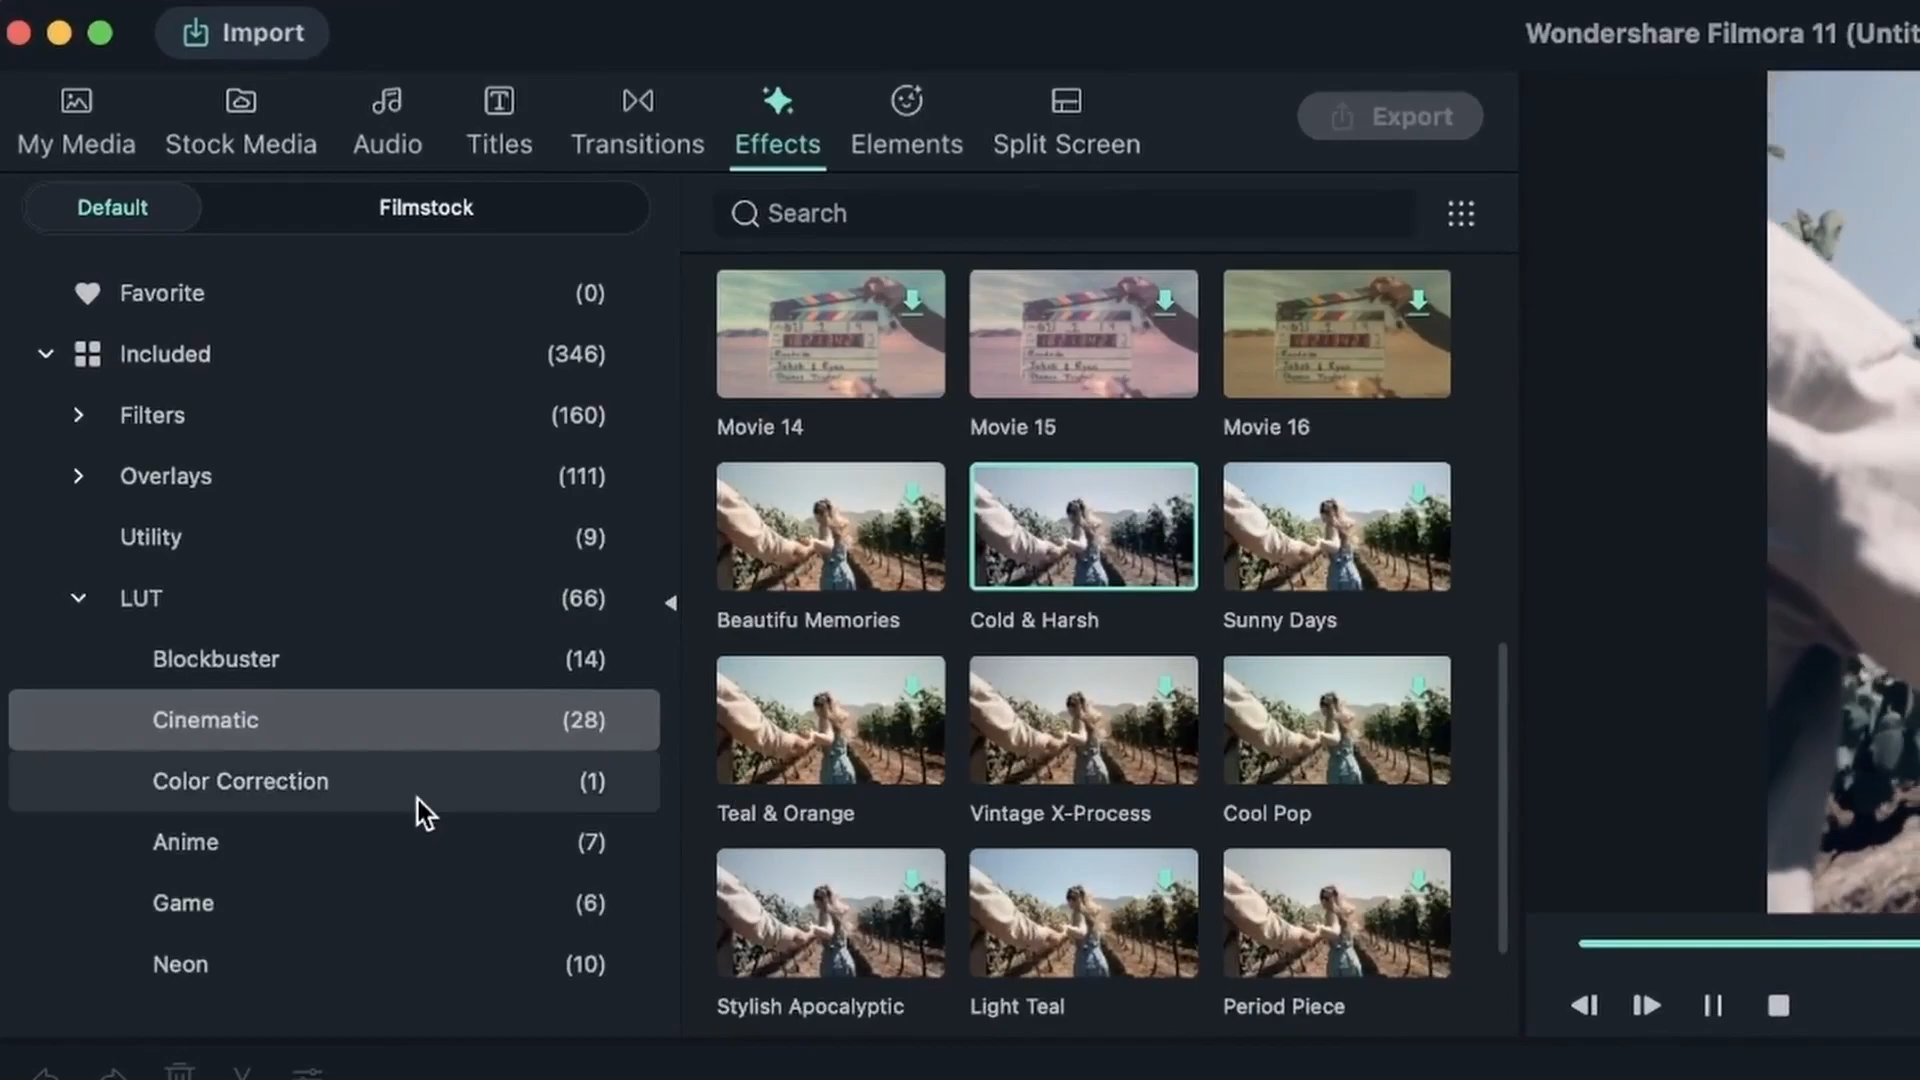 Import
Wondershare Filmora 11 (Untit
My Media
Stock Media
Audio
Titles
Transitions
Effects
Elements
Split Screen
Export
Default
Filmstock
Search
Favorite (0)
Included (346)
Filters (160)
Overlays (111)
Utility (9)
LUT (66)
Blockbuster (14)
Cinematic (28)
Color Correction (1)
Anime (7)
Game (6)
Neon (10)
Movie 14
Movie 15
Movie 16
Beautifu Memories
Cold & Harsh
Sunny Days
Teal & Orange
Vintage X-Process
Cool Pop
Stylish Apocalyptic
Light Teal
Period Piece